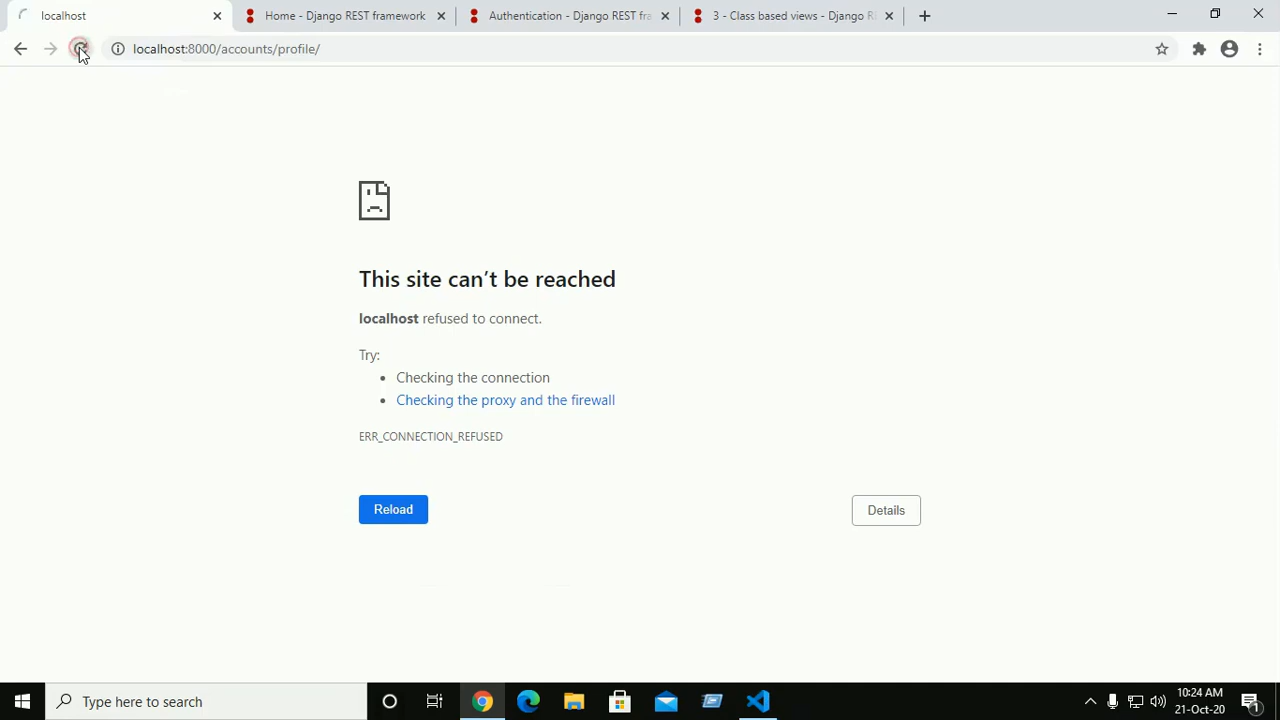 localhost
Home - Django REST framework
Authentication - Django REST fra
3 - Class based views - Django R
localhost:8000/accounts/profile/
This site can't be reached
localhost refused to connect.
Try:
Checking the connection
Checking the proxy and the firewall
ERR_CONNECTION_REFUSED
Reload
Details
Type here to search
10:24 AM
21-Oct-20
1